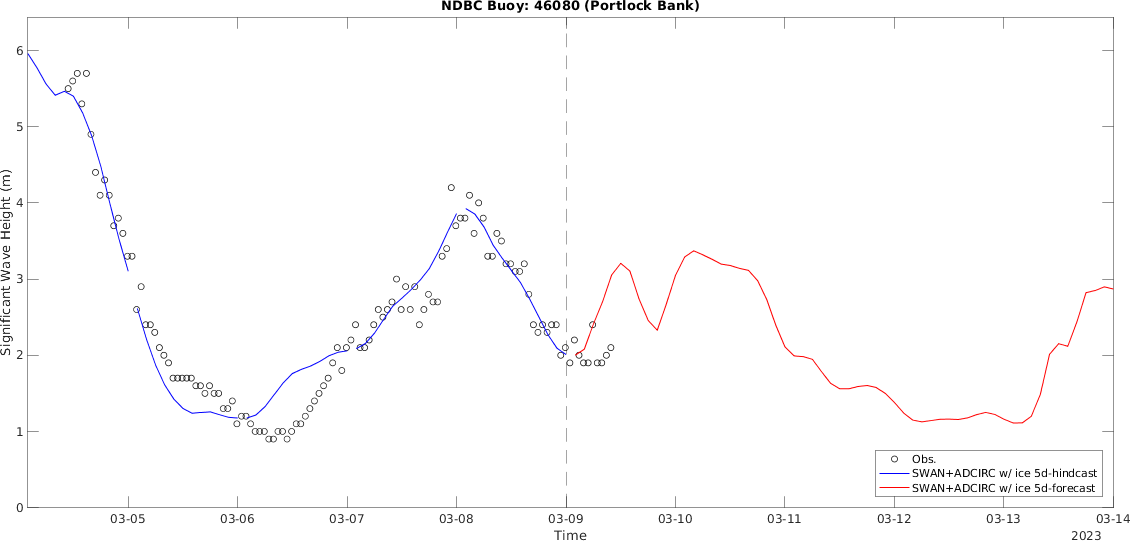 NDBC Buoy: 46080 (Portlock Bank)
Significant Wave Height (m)
6
5
4
3
2
1
0
03-05 03-06 03-07 03-08 03-09 03-10 03-11 03-12 03-13 03-14
Time
2023
Obs.
SWAN+ADCIRC w/ ice 5d-hindcast
SWAN+ADCIRC w/ ice 5d-forecast